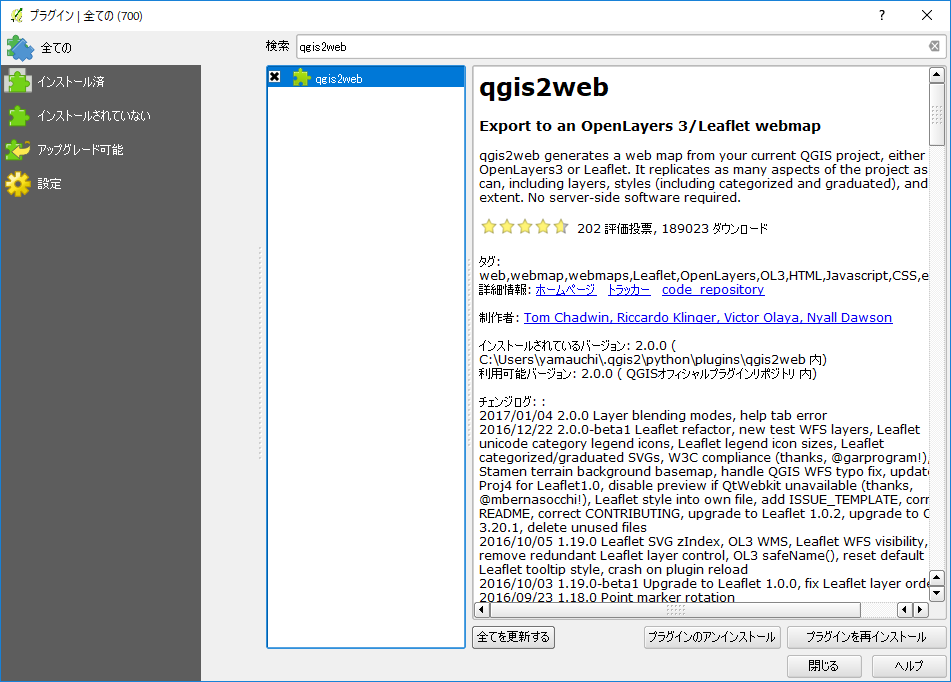 プラグイン | 全ての (700)
?
全ての
インストール済
インストールされていない
アップグレード可能
設定
検索 qgis2web
qgis2web
qgis2web
Export to an OpenLayers 3/Leaflet webmap
qgis2web generates a web map from your current QGIS project, either
OpenLayers3 or Leaflet. It replicates as many aspects of the project as
can, including layers, styles (including categorized and graduated), and
extent. No server-side software required.
202 評価投票, 189023 ダウンロード
タグ:
web,webmap,webmaps,Leaflet,OpenLayers,OL3,HTML,Javascript,CSS,e
詳細情報: ホームページ トラッカー code_repository
制作者: Tom Chadwin, Riccardo Klinger, Victor Olaya, Nyall Dawson
インストールされているバージョン: 2.0.0 (
C:\Users\yamauchi\.qgis2\python\plugins\qgis2web 内)
利用可能バージョン: 2.0.0 ( QGISオフィシャルプラグインリポジトリ 内)
チェンジログ: :
2017/01/04 2.0.0 Layer blending modes, help tab error
2016/12/22 2.0.0-beta1 Leaflet refactor, new test WFS layers, Leaflet
unicode category legend icons, Leaflet legend icon sizes, Leaflet
categorized/graduated SVGs, W3C compliance (thanks, @garprogram!),
Stamen terrain background basemap, handle QGIS WFS typo fix, update
Proj4 for Leaflet1.0, disable preview if QtWebkit unavailable (thanks,
@mbernasocchi!), Leaflet style into own file, add ISSUE_TEMPLATE, corr
README, correct CONTRIBUTING, upgrade to Leaflet 1.0.2, upgrade to O
3.20.1, delete unused files
2016/10/05 1.19.0 Leaflet SVG zIndex, OL3 WMS, Leaflet WFS visibility,
remove redundant Leaflet layer control, OL3 safeName(), reset default
Leaflet tooltip style, crash on plugin reload
2016/10/03 1.19.0-beta1 Upgrade to Leaflet 1.0.0, fix Leaflet layer orde
2016/09/23 1.18.0 Point marker rotation
全てを更新する プラグインのアンインストール プラグインを再インストール
閉じる ヘルプ